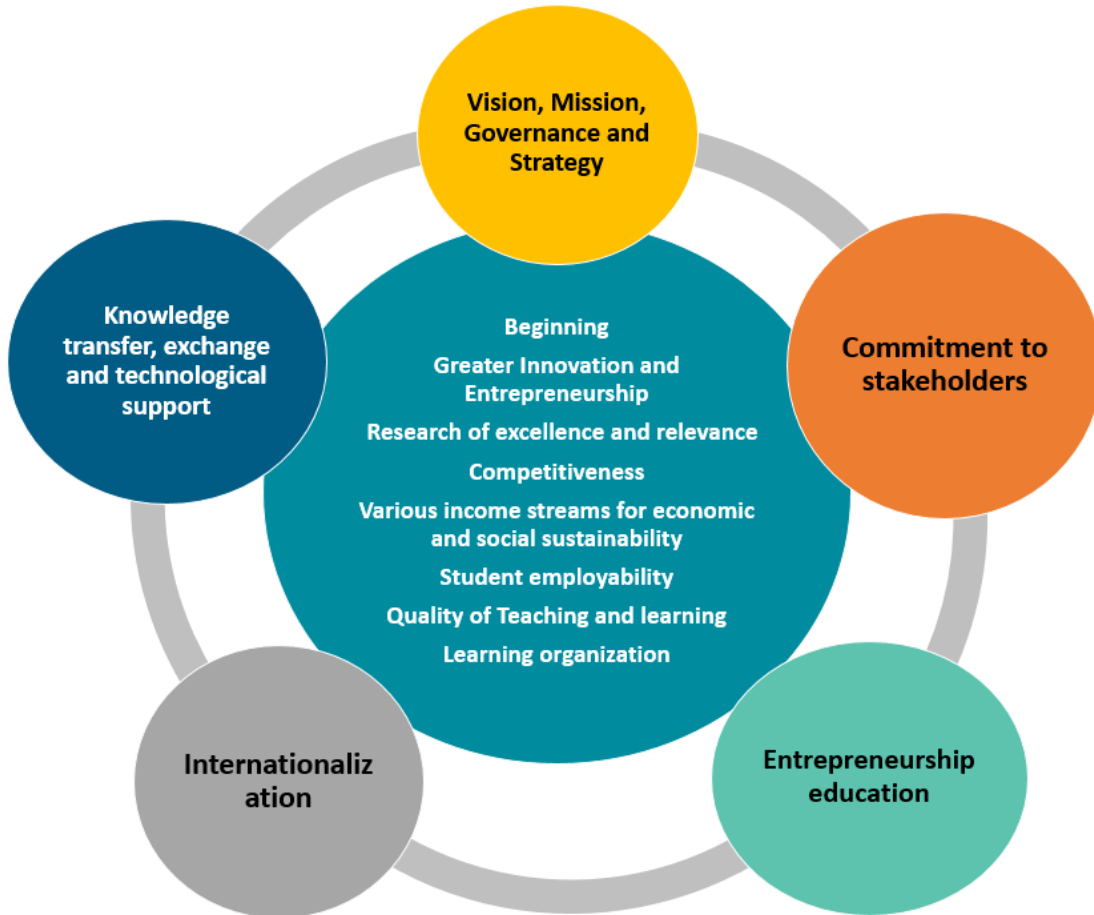 Vision, Mission,
Governance and
Strategy
Knowledge
transfer, exchange
and technological
support
Beginning
Greater Innovation and
Entrepreneurship
Research of excellence and relevance
Competitiveness
Various income streams for economic
and social sustainability
Student employability
Quality of Teaching and learning
Learning organization
Commitment to
stakeholders
Internationaliz
ation
Entrepreneurship
education